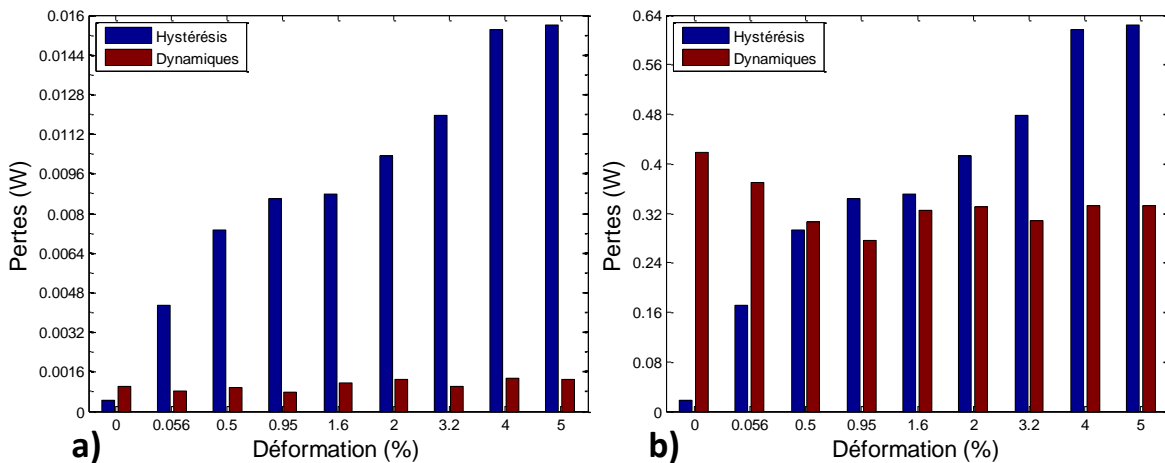 0.016
0.0144
0.0128
0.0112
0.0096
0.008
0.0064
0.0048
0.0032
0.0016
0
Pertes (W)
Hystérésis
Dynamiques
0 0.056 0.5 0.95 1.6 2 3.2 4 5
Déformation (%)
a)
0.64
0.56
0.48
0.4
0.32
0.24
0.16
0.08
0
Pertes (W)
Hystérésis
Dynamiques
0 0.056 0.5 0.95 1.6 2 3.2 4 5
Déformation (%)
b)